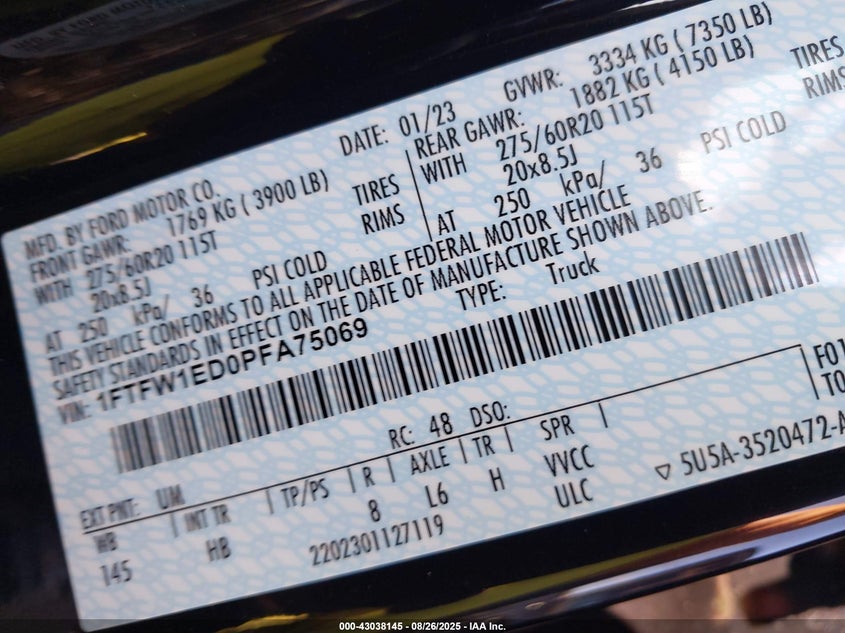 MFD. BY FORD MOTOR CO.
DATE: 01/23
GVWR: 3334 KG ( 7350 LB)
FRONT GAWR: 1769 KG ( 3900 LB)
REAR GAWR: 1882 KG ( 4150 LB)
WITH 275/60R20 115T TIRES
WITH 275/60R20 115T TIRES
20x8.5J RIMS
20x8.5J RIMS
AT 250 kPa/ 36 PSI COLD
AT 250 kPa/ 36 PSI COLD
THIS VEHICLE CONFORMS TO ALL APPLICABLE FEDERAL MOTOR VEHICLE
SAFETY STANDARDS IN EFFECT ON THE DATE OF MANUFACTURE SHOWN ABOVE.
VIN: 1FTFW1ED0PFA75069
TYPE: Truck
EXT PNT: UM RC: 48 DSO:
WB INT TR TP/PS R AXLE TR SPR
145 HB 8 L6 H VVCC
ULC
2202301127119
5U5A-3520472-A
000-43038145 - 08/26/2025 - IAA Inc.